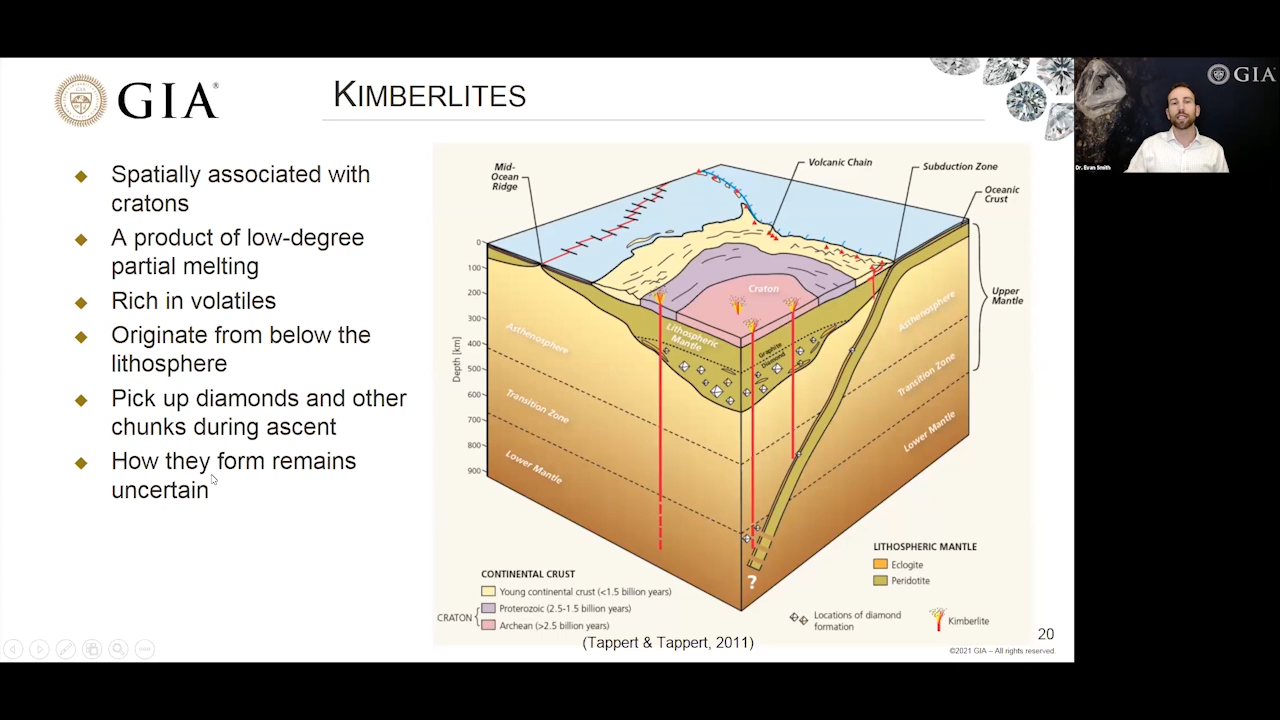 GIA®
KIMBERLITES
GIA
Dr. Evan Smith
Spatially associated with
cratons
A product of low-degree
partial melting
Rich in volatiles
Originate from below the
lithosphere
Pick up diamonds and other
chunks during ascent
How they form remains
uncertain
Mid-
Ocean
Ridge
Volcanic Chain
Subduction Zone
Oceanic
Crust
0
100
200
300
400
500
600
700
800
900
Depth [km]
Craton
Lithospheric
Mantle
Graphite
Diamond
Asthenosphere
Transition Zone
Lower Mantle
Asthenosphere
Transition Zone
Lower Mantle
Upper
Mantle
?
CONTINENTAL CRUST
Young continental crust (<1.5 billion years)
CRATON
Proterozoic (2.5-1.5 billion years)
Archean (>2.5 billion years)
LITHOSPHERIC MANTLE
Eclogite
Peridotite
Locations of diamond
formation
Kimberlite
(Tappert & Tappert, 2011)
20
©2021 GIA – All rights reserved.